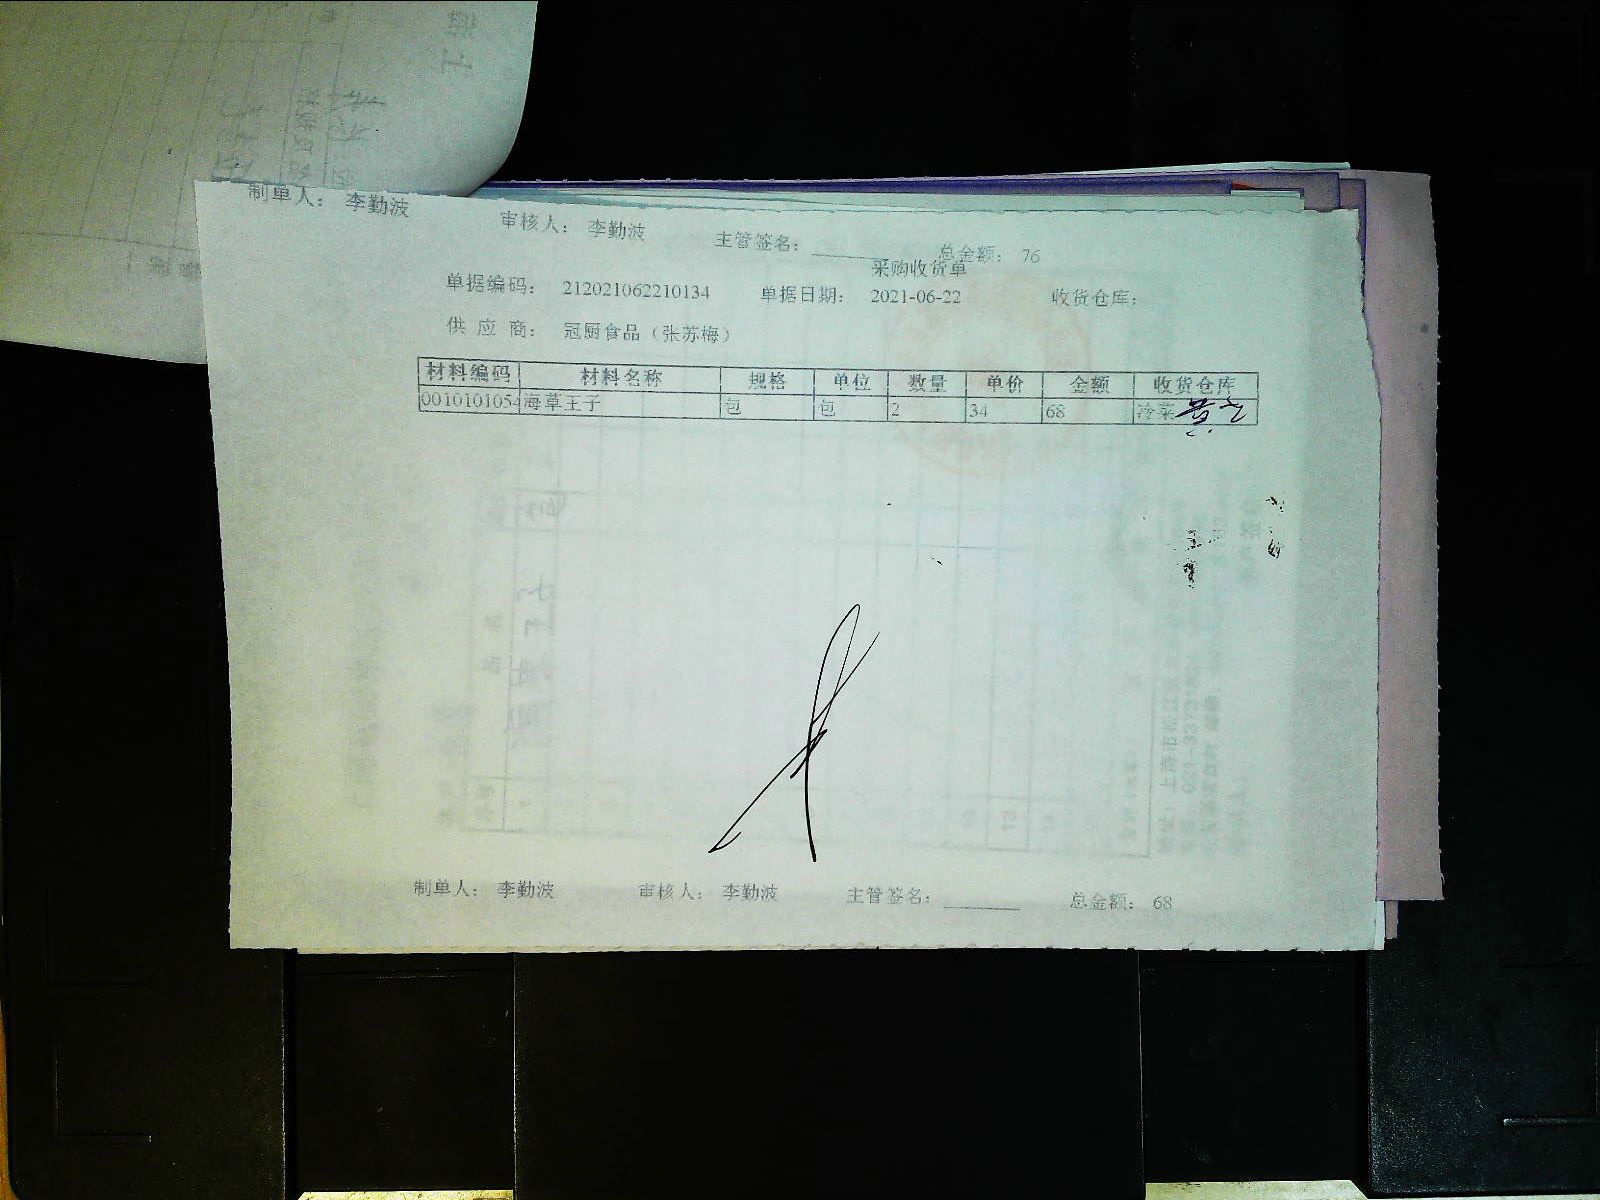 制单人： 李勤波 审核人： 李勤波 主管签名：________ 总金额： 76
采购收货单
单据编码： 212021062210134 单据日期： 2021-06-22 收货仓库：
供 应 商： 冠厨食品（张苏梅）
材料编码 材料名称 规格 单位 数量 单价 金额 收货仓库
0010101054 海草王子 包 包 2 34 68 冷菜
制单人： 李勤波 审核人： 李勤波 主管签名：________ 总金额： 68